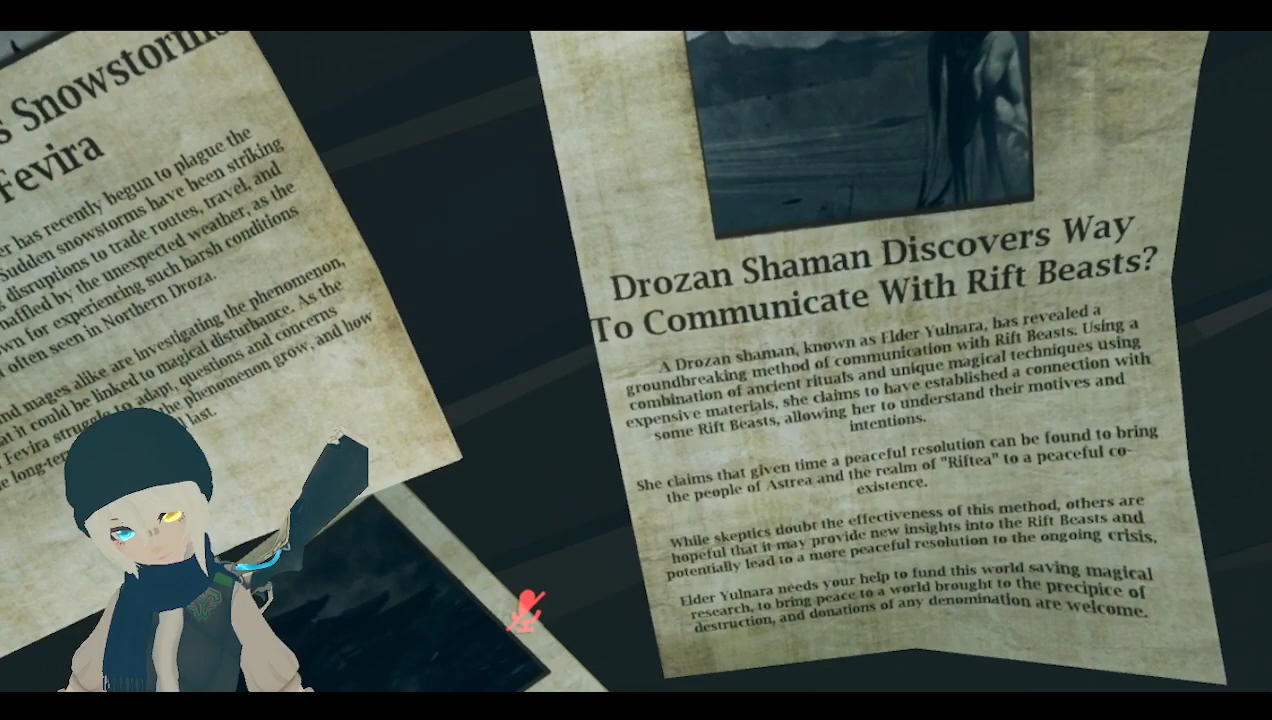 s Snowstorms
Fevira
er has recently begun to plague the
Sudden snowstorms have been striking
disruptions to trade routes, travel, and
baffled by the unexpected weather, as the
own for experiencing such harsh conditions
often seen in Northern Droza.
and mages alike are investigating the phenomenon,
at it could be linked to magical disturbance. As the
Fevira struggle to adapt, questions and concerns
e long-ter the phenomenon grow, and how
last.
Drozan Shaman Discovers Way
To Communicate With Rift Beasts?
A Drozan shaman, known as Elder Yulnara, has revealed a
groundbreaking method of communication with Rift Beasts. Using a
combination of ancient rituals and unique magical techniques using
expensive materials, she claims to have established a connection with
some Rift Beasts, allowing her to understand their motives and
intentions.
She claims that given time a peaceful resolution can be found to bring
the people of Astrea and the realm of "Riftea" to a peaceful co-
existence.
While skeptics doubt the effectiveness of this method, others are
hopeful that it may provide new insights into the Rift Beasts and
potentially lead to a more peaceful resolution to the ongoing crisis,
Elder Yulnara needs your help to fund this world saving magical
research, to bring peace to a world brought to the precipice of
destruction, and donations of any denomination are welcome.